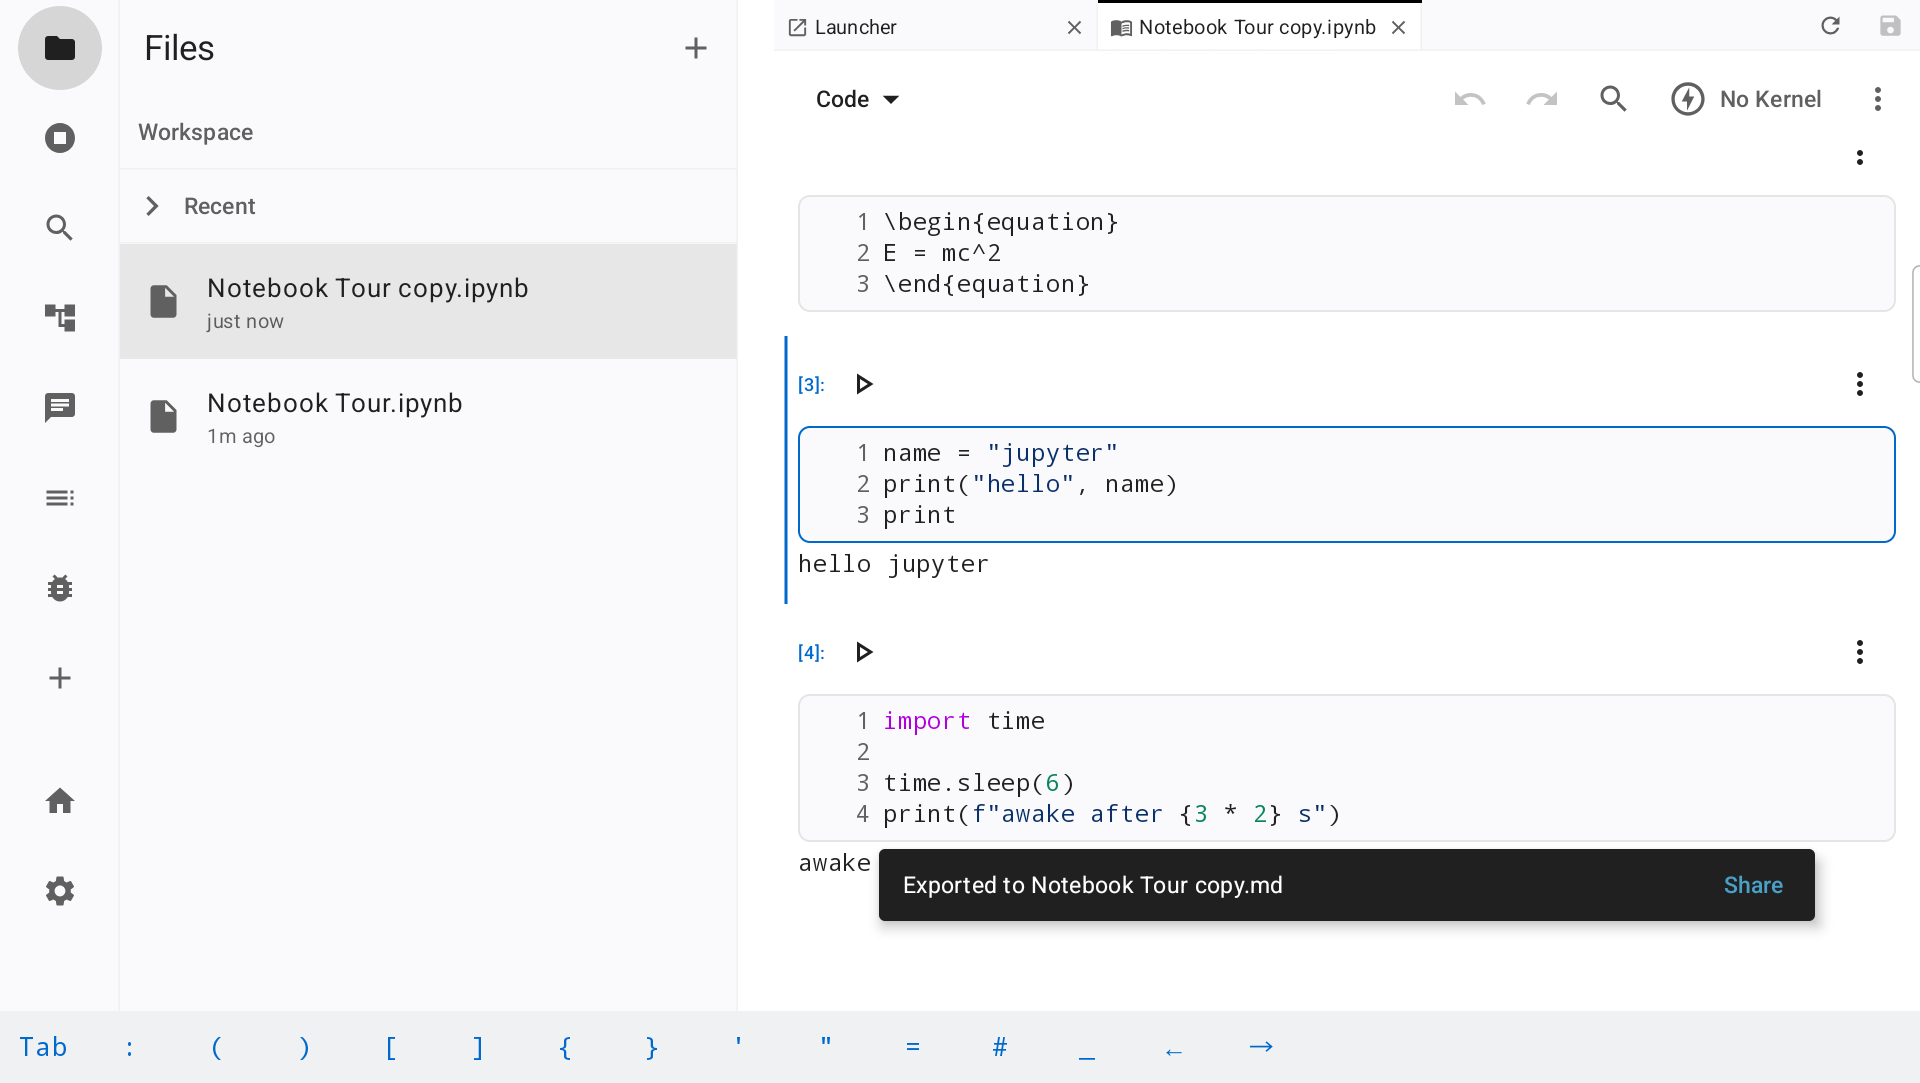 Files
Workspace
Recent
Notebook Tour copy.ipynb
just now
Notebook Tour.ipynb
1m ago
Launcher
Notebook Tour copy.ipynb
Code
No Kernel
1 \begin{equation}
2 E = mc^2
3 \end{equation}
[3]:
1 name = "jupyter"
2 print("hello", name)
3 print
hello jupyter
[4]:
1 import time
2
3 time.sleep(6)
4 print(f"awake after {3 * 2} s")
awake
Exported to Notebook Tour copy.md Share
Tab : ( ) [ ] { } ' " = # _ ← →